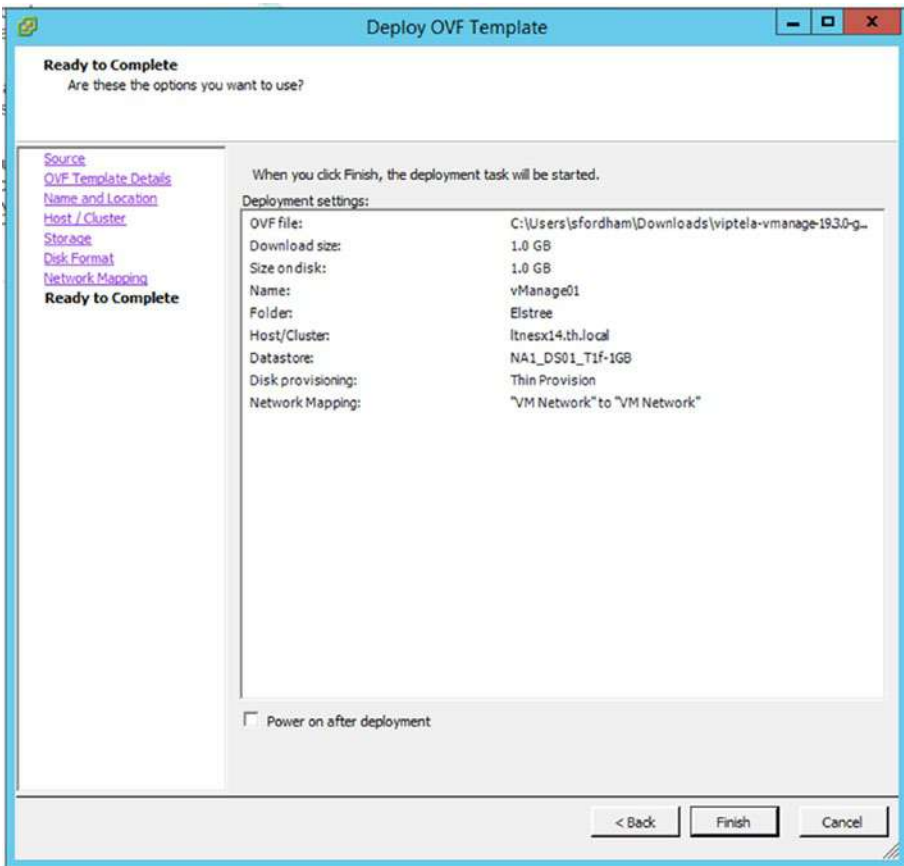 Deploy OVF Template
Ready to Complete
Are these the options you want to use?
Source
OVF Template Details
Name and Location
Host / Cluster
Storage
Disk Format
Network Mapping
Ready to Complete
When you click Finish, the deployment task will be started.
Deployment settings:
OVF file: C:\Users\sfordham\Downloads\viptela-vmanage-19.3.0-g...
Download size: 1.0 GB
Size on disk: 1.0 GB
Name: vManage01
Folder: Elstree
Host/Cluster: ltnesx14.th.local
Datastore: NA1_DS01_T1f-1GB
Disk provisioning: Thin Provision
Network Mapping: "VM Network" to "VM Network"
Power on after deployment
< Back Finish Cancel